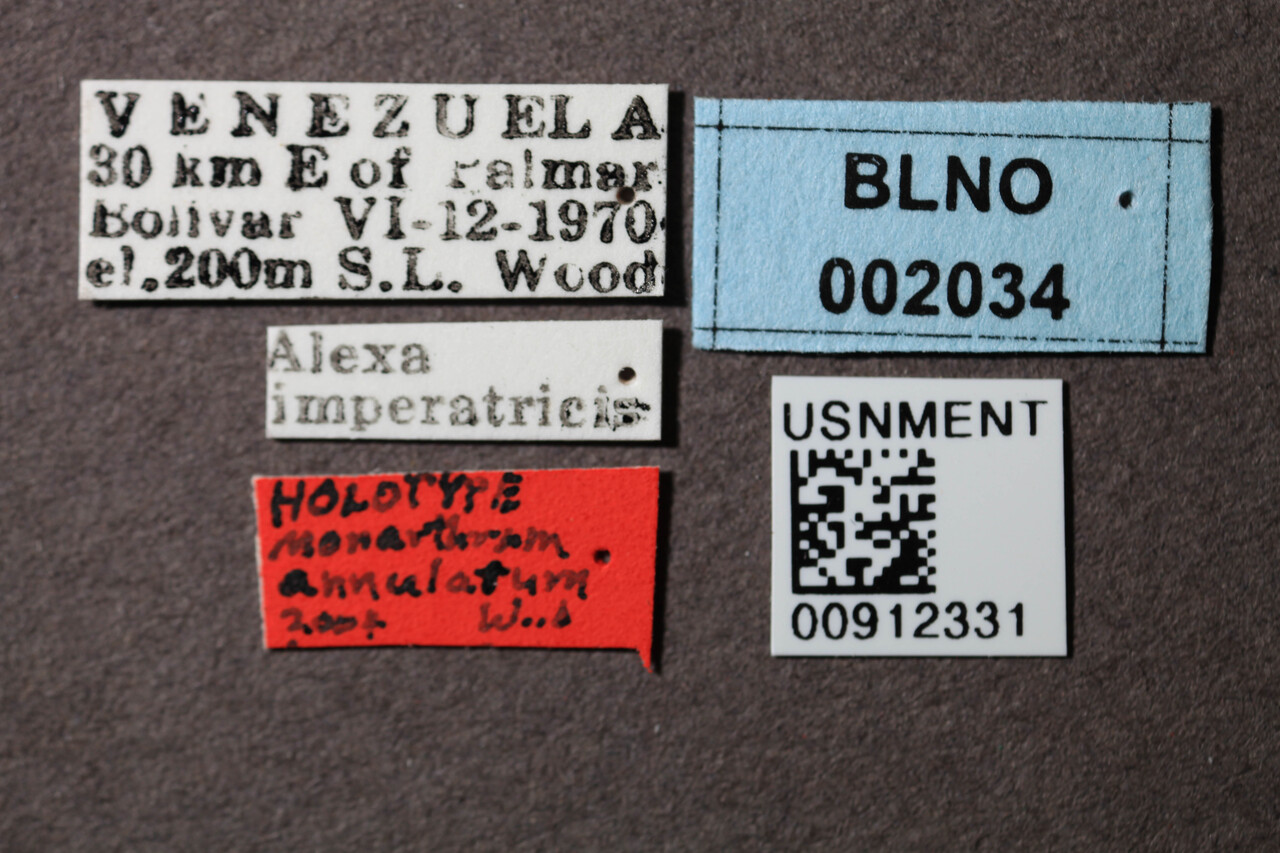 VENEZUELA
30 km E of Palmar
Bolivar VI-12-1970
el.200m S.L. Wood
Alexa
imperatricis
HOLOTYPE
Monarthrum
annulatum
Wood
BLNO
002034
USNMENT
00912331